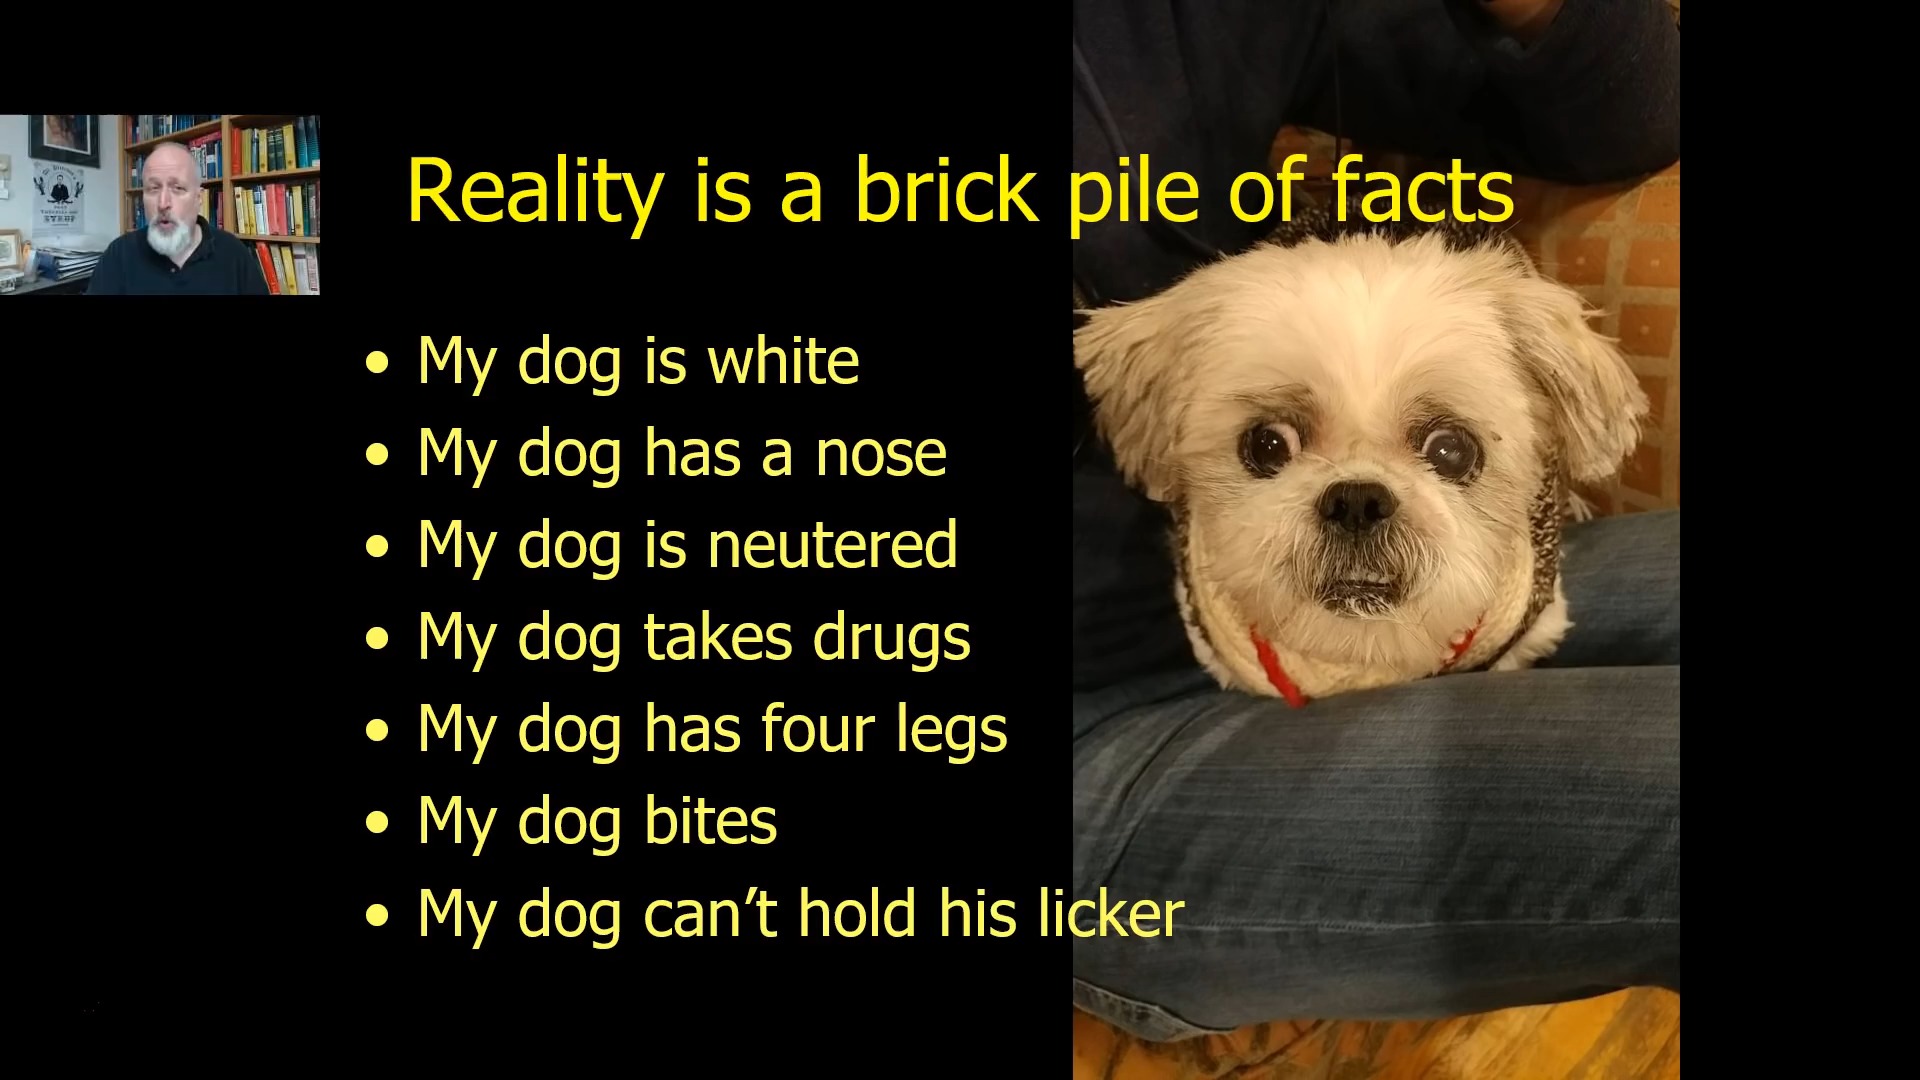 Reality is a brick pile of facts
• My dog is white
• My dog has a nose
• My dog is neutered
• My dog takes drugs
• My dog has four legs
• My dog bites
• My dog can’t hold his licker
SYRUP